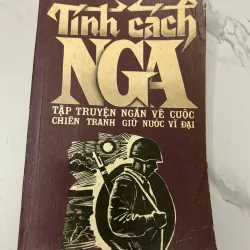 Tính cách
NGA
TẬP TRUYỆN NGẮN VỀ CUỘC
CHIẾN TRANH GIỮ NƯỚC VĨ ĐẠI